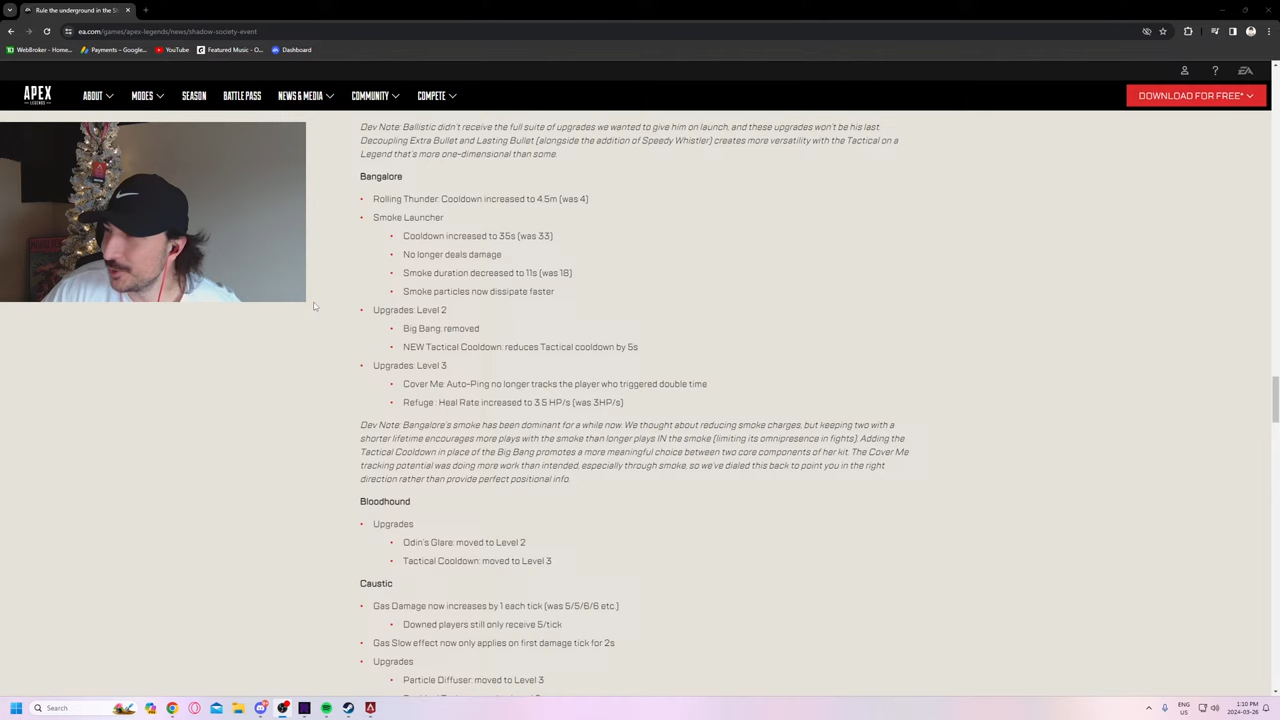 Rule the underground in the Sh
ea.com/games/apex-legends/news/shadow-society-event
WebBroker - Home... Payments – Google... YouTube Featured Music - O... Dashboard
EA
APEX
LEGENDS
ABOUT MODES SEASON BATTLE PASS NEWS & MEDIA COMMUNITY COMPETE DOWNLOAD FOR FREE*
Dev Note: Ballistic didn't receive the full suite of upgrades we wanted to give him on launch, and these upgrades won't be his last
Decoupling Extra Bullet and Lasting Bullet (alongside the addition of Speedy Whistler) creates more versatility with the Tactical on a
Legend that's more one-dimensional than some.
Bangalore
• Rolling Thunder: Cooldown increased to 4.5m (was 4)
• Smoke Launcher
• Cooldown increased to 35s (was 33)
• No longer deals damage
• Smoke duration decreased to 11s (was 18)
• Smoke particles now dissipate faster
• Upgrades: Level 2
• Big Bang: removed
• NEW Tactical Cooldown: reduces Tactical cooldown by 5s
• Upgrades: Level 3
• Cover Me: Auto-Ping no longer tracks the player who triggered double time
• Refuge : Heal Rate increased to 3.5 HP/s (was 3HP/s)
Dev Note: Bangalore's smoke has been dominant for a while now. We thought about reducing smoke charges, but keeping two with a
shorter lifetime encourages more plays with the smoke than longer plays IN the smoke (limiting its omnipresence in fights). Adding the
Tactical Cooldown in place of the Big Bang promotes a more meaningful choice between two core components of her kit. The Cover Me
tracking potential was doing more work than intended, especially through smoke, so we've dialed this back to point you in the right
direction rather than provide perfect positional info.
Bloodhound
• Upgrades
• Odin's Glare: moved to Level 2
• Tactical Cooldown: moved to Level 3
Caustic
• Gas Damage now increases by 1 each tick (was 5/5/6/6 etc.)
• Downed players still only receive 5/tick
• Gas Slow effect now only applies on first damage tick for 2s
• Upgrades
• Particle Diffuser: moved to Level 3
Search
ENG
US
1:10 PM
2024-03-26